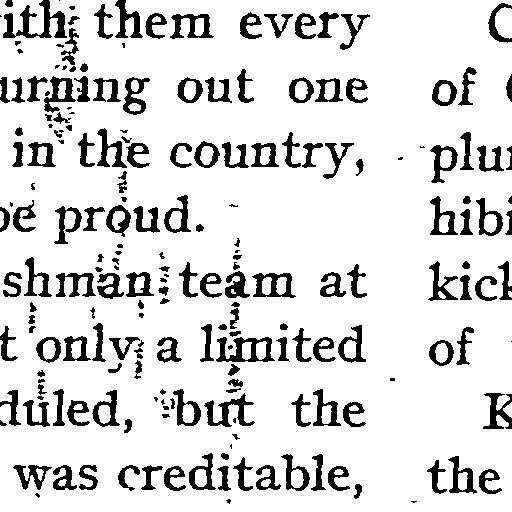 ith them every
urning out one
in the country,
be proud.
shman team at
t only a limited
duled, but the
was creditable,
C
of
plu
hibi
kick
of
K
the